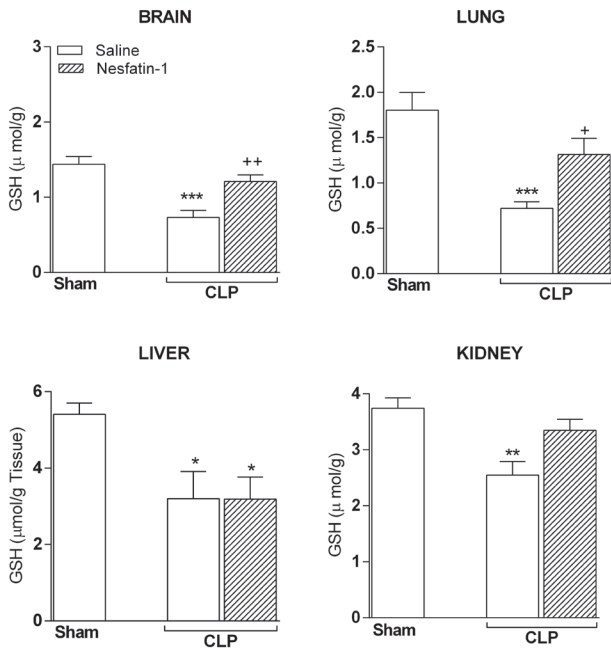 BRAIN
3
2
1
0
GSH (μ mol/g)
Saline
Nesfatin-1
***
++
Sham
CLP
LUNG
2.5
2.0
1.5
1.0
0.5
0.0
GSH (μ mol/g)
***
+
Sham
CLP
LIVER
6
4
2
0
GSH (μmol/g Tissue)
*
*
Sham
CLP
KIDNEY
4
3
2
1
0
GSH (μ mol/g)
**
Sham
CLP